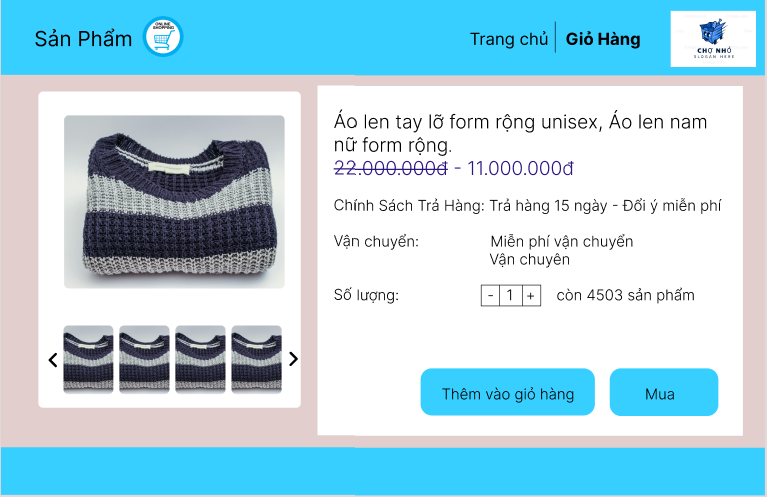 Sản Phẩm
ONLINE
SHOPPING
Trang chủ
Giỏ Hàng
CHỢ NHỎ
SLOGAN HERE
Áo len tay lỡ form rộng unisex, Áo len nam
nữ form rộng.
22.000.000đ - 11.000.000đ
Chính Sách Trả Hàng: Trả hàng 15 ngày - Đổi ý miễn phí
Vận chuyển: Miễn phí vận chuyển
Vận chuyên
Số lượng: - 1 + còn 4503 sản phẩm
Thêm vào giỏ hàng
Mua